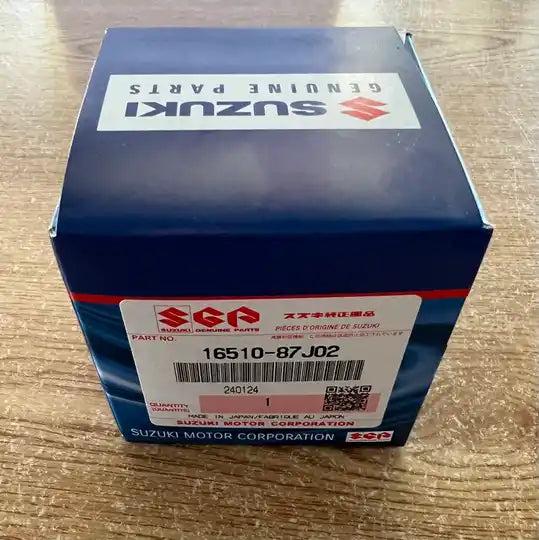 SUZUKI
GENUINE PARTS
SGP
SUZUKI GENUINE PARTS
スズキ純正部品
PIÈCES D'ORIGINE DE SUZUKI
PART NO.
16510-87J02
240124
QUANTITY
(QUANTITÉ)
1
MADE IN JAPAN/FABRIQUÉ AU JAPON
SUZUKI MOTOR CORPORATION
SUZUKI MOTOR CORPORATION
SGP